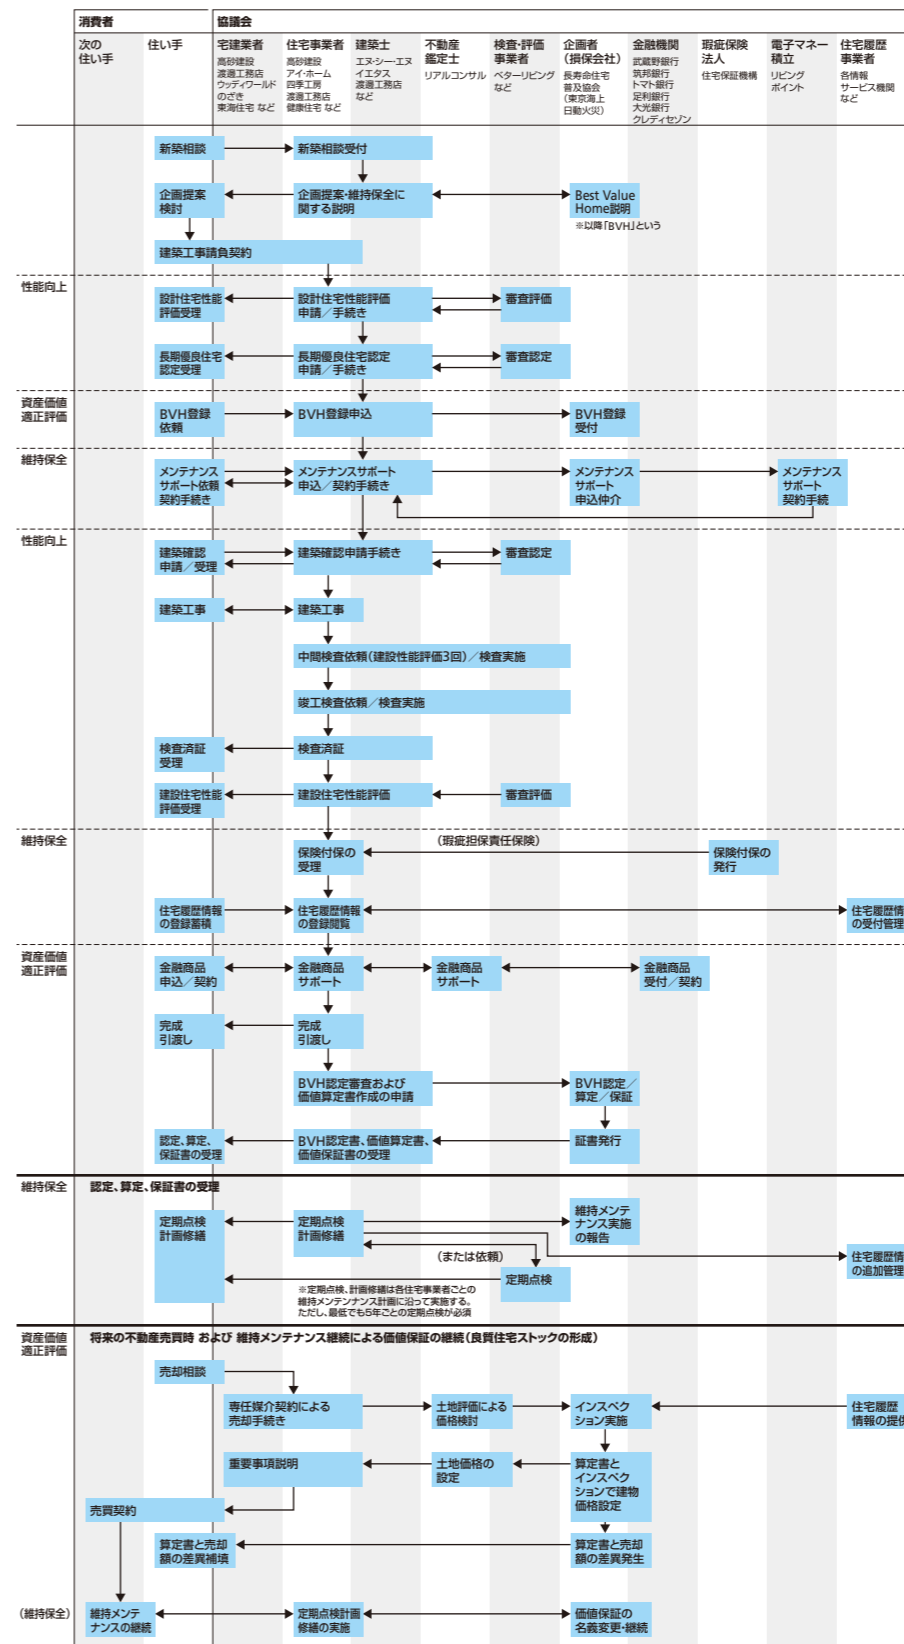 消費者
協議会
次の
住い手
住い手
宅建業者
高砂建設
渡邉工務店
ウッディワールド
のざき
東海住宅 など
住宅事業者
高砂建設
アイ・ホーム
四季工房
渡邉工務店
健康住宅 など
建築士
エヌ・シー・エヌ
イエタス
渡邉工務店
など
不動産
鑑定士
リアルコンサル
検査・評価
事業者
ベターリビング
など
企画者
(損保会社)
長寿命住宅
普及協会
(東京海上
日動火災)
金融機関
武蔵野銀行
筑邦銀行
トマト銀行
足利銀行
大光銀行
クレディセゾン
瑕疵保険
法人
住宅保証機構
電子マネー
積立
リビング
ポイント
住宅履歴
事業者
各情報
サービス機関
など
新築相談
新築相談受付
企画提案
検討
企画提案・維持保全に
関する説明
Best Value
Home説明
※以降「BVH」という
建築工事請負契約
性能向上
設計住宅性能
評価受理
設計住宅性能評価
申請/手続き
審査評価
長期優良住宅
認定受理
長期優良住宅認定
申請/手続き
審査認定
資産価値
適正評価
BVH登録
依頼
BVH登録申込
BVH登録
受付
維持保全
メンテナンス
サポート依頼
契約手続き
メンテナンスサポート
申込/契約手続き
メンテナンス
サポート
申込仲介
メンテナンス
サポート
契約手続
性能向上
建築確認
申請/受理
建築確認申請手続き
審査認定
建築工事
建築工事
中間検査依頼(建設性能評価3回)/検査実施
竣工検査依頼/検査実施
検査済証
受理
検査済証
建設住宅性能
評価受理
建設住宅性能評価
審査評価
維持保全
(瑕疵担保責任保険)
保険付保の
受理
保険付保の
発行
住宅履歴情報
の登録蓄積
住宅履歴情報
の登録閲覧
住宅履歴情
の受付管理
資産価値
適正評価
金融商品
申込/契約
金融商品
サポート
金融商品
サポート
金融商品
受付/契約
完成
引渡し
完成
引渡し
BVH認定審査および
価値算定書作成の申請
BVH認定/
算定/保証
認定、算定、
保証書の受理
BVH認定書、価値算定書、
価値保証書の受理
証書発行
維持保全
認定、算定、保証書の受理
定期点検
計画修繕
定期点検
計画修繕
維持メンテ
ナンス実施
の報告
(または依頼)
住宅履歴情
の追加管理
定期点検
※定期点検、計画修繕は各住宅事業者ごとの
維持メンテンナンス計画に沿って実施する。
ただし、最低でも5年ごとの定期点検が必須
資産価値
適正評価
将来の不動産売買時 および 維持メンテナンス継続による価値保証の継続(良質住宅ストックの形成)
売却相談
専任媒介契約による
売却手続き
土地評価による
価格検討
インスペク
ション実施
住宅履歴
情報の提供
重要事項説明
土地価格の
設定
算定書と
インスペク
ションで建物
価格設定
売買契約
算定書と売却
額の差異補填
算定書と売却
額の差異発生
(維持保全)
維持メンテ
ナンスの継続
定期点検計画
修繕の実施
価値保証の
名義変更・継続